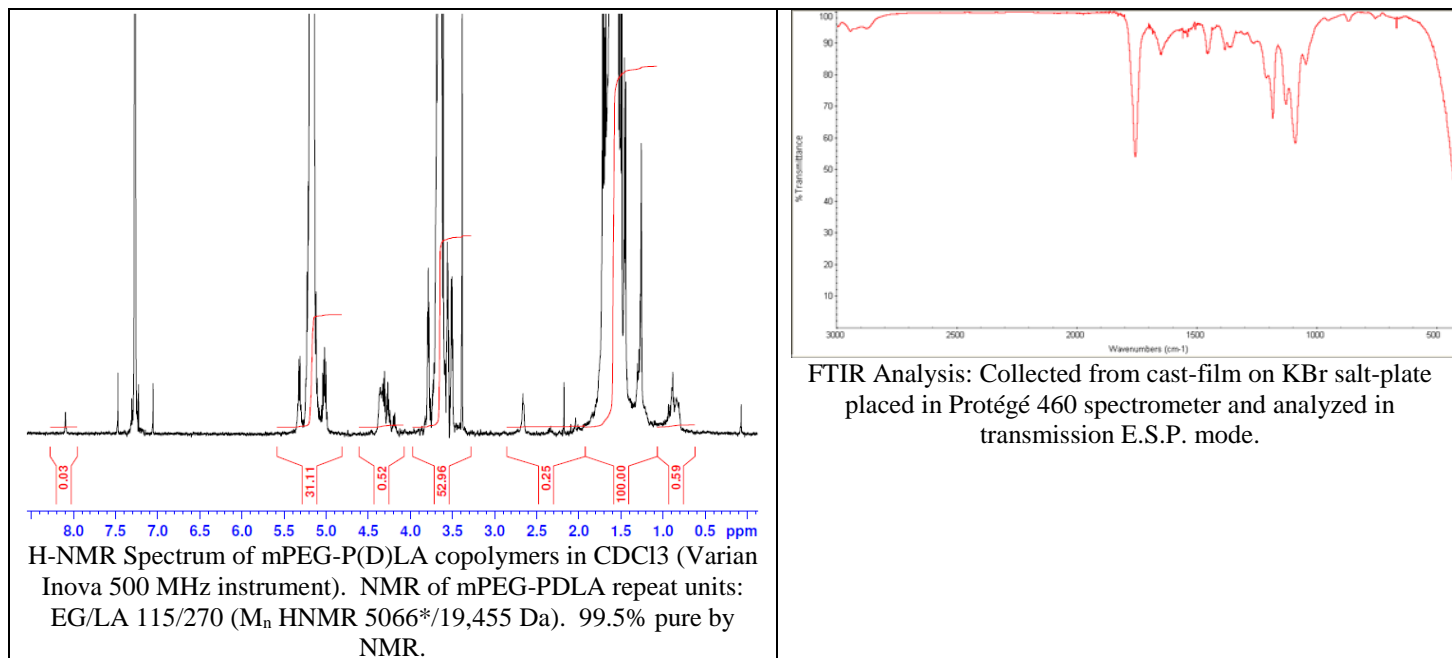 0.03
31.11
0.52
52.96
0.25
100.00
0.59
8.0 7.5 7.0 6.5 6.0 5.5 5.0 4.5 4.0 3.5 3.0 2.5 2.0 1.5 1.0 0.5 ppm
H-NMR Spectrum of mPEG-P(D)LA copolymers in CDCl3 (Varian
Inova 500 MHz instrument). NMR of mPEG-PDLA repeat units:
EG/LA 115/270 (Mn HNMR 5066*/19,455 Da). 99.5% pure by
NMR.
100
90
80
70
60
50
40
30
20
10
%Transmittance
3000 2500 2000 1500 1000 500
Wavenumbers (cm-1)
FTIR Analysis: Collected from cast-film on KBr salt-plate
placed in Protégé 460 spectrometer and analyzed in
transmission E.S.P. mode.